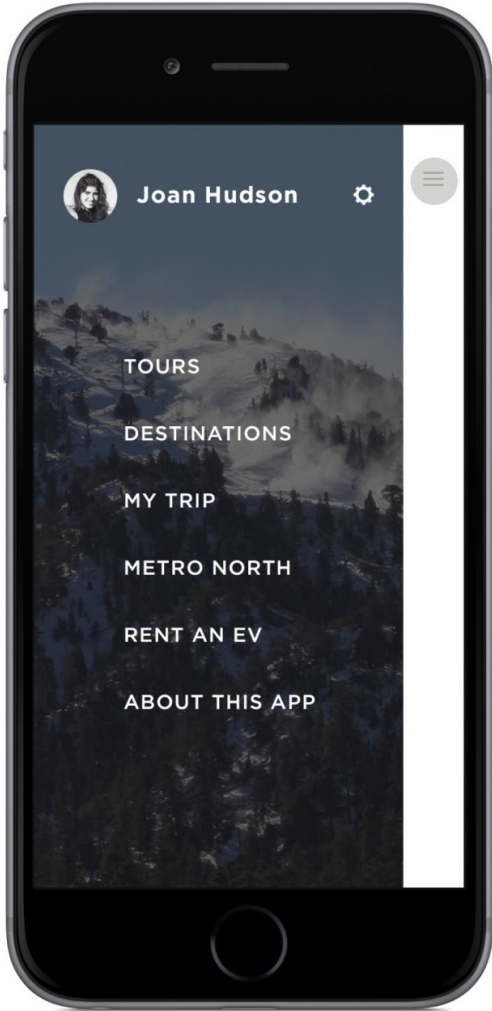 Joan Hudson
TOURS
DESTINATIONS
MY TRIP
METRO NORTH
RENT AN EV
ABOUT THIS APP